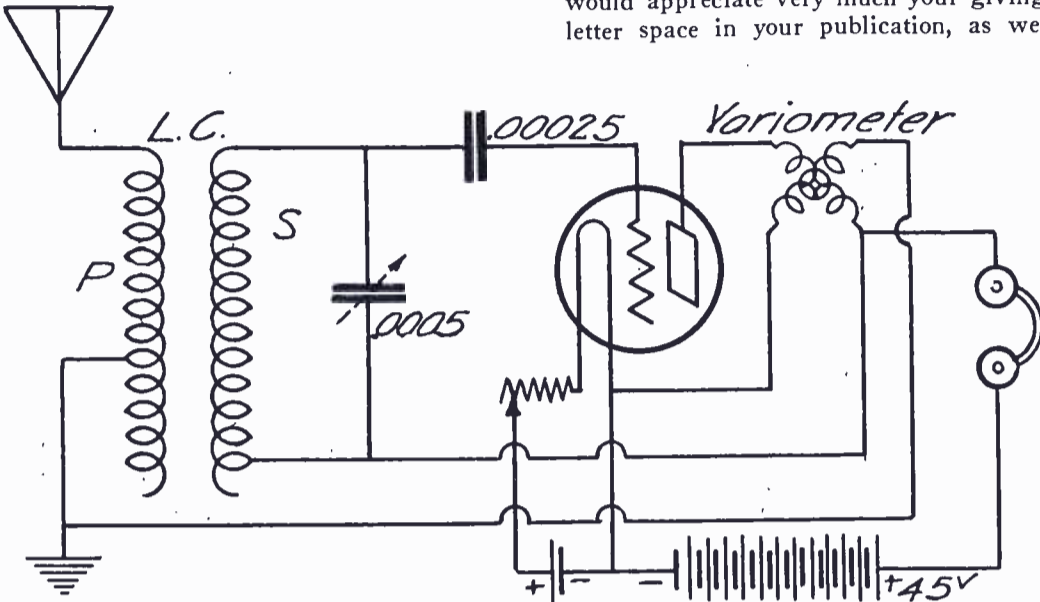 would appreciate very much your giving
letter space in your publication, as we
L.C.
.00025
Variometer
S
P
.0005
+ -
- +45V